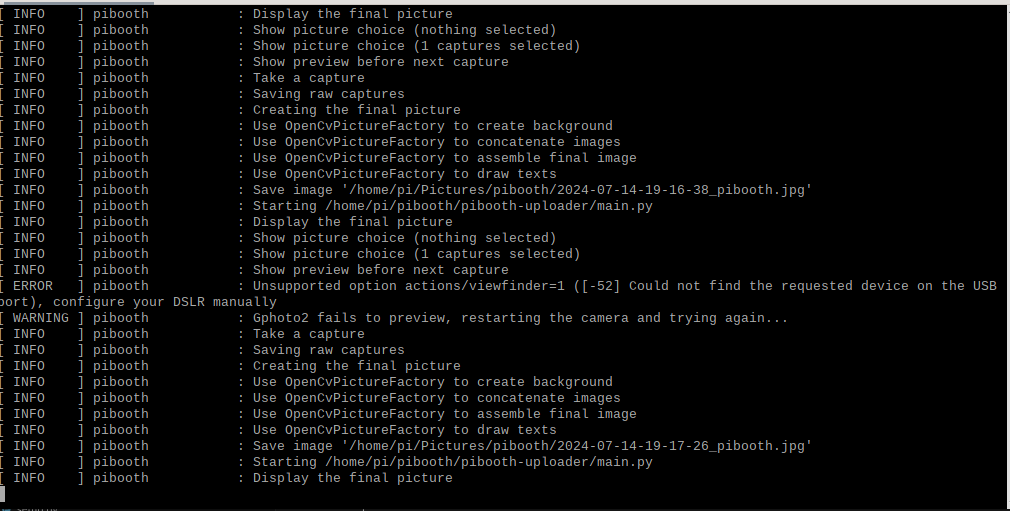 [ INFO    ] pibooth           : Display the final picture
[ INFO    ] pibooth           : Show picture choice (nothing selected)
[ INFO    ] pibooth           : Show picture choice (1 captures selected)
[ INFO    ] pibooth           : Show preview before next capture
[ INFO    ] pibooth           : Take a capture
[ INFO    ] pibooth           : Saving raw captures
[ INFO    ] pibooth           : Creating the final picture
[ INFO    ] pibooth           : Use OpenCvPictureFactory to create background
[ INFO    ] pibooth           : Use OpenCvPictureFactory to concatenate images
[ INFO    ] pibooth           : Use OpenCvPictureFactory to assemble final image
[ INFO    ] pibooth           : Use OpenCvPictureFactory to draw texts
[ INFO    ] pibooth           : Save image '/home/pi/Pictures/pibooth/2024-07-14-19-16-38_pibooth.jpg'
[ INFO    ] pibooth           : Starting /home/pi/pibooth/pibooth-uploader/main.py
[ INFO    ] pibooth           : Display the final picture
[ INFO    ] pibooth           : Show picture choice (nothing selected)
[ INFO    ] pibooth           : Show picture choice (1 captures selected)
[ INFO    ] pibooth           : Show preview before next capture
[ ERROR   ] pibooth           : Unsupported option actions/viewfinder=1 ([-52] Could not find the requested device on the USB
port), configure your DSLR manually
[ WARNING ] pibooth           : Gphoto2 fails to preview, restarting the camera and trying again...
[ INFO    ] pibooth           : Take a capture
[ INFO    ] pibooth           : Saving raw captures
[ INFO    ] pibooth           : Creating the final picture
[ INFO    ] pibooth           : Use OpenCvPictureFactory to create background
[ INFO    ] pibooth           : Use OpenCvPictureFactory to concatenate images
[ INFO    ] pibooth           : Use OpenCvPictureFactory to assemble final image
[ INFO    ] pibooth           : Use OpenCvPictureFactory to draw texts
[ INFO    ] pibooth           : Save image '/home/pi/Pictures/pibooth/2024-07-14-19-17-26_pibooth.jpg'
[ INFO    ] pibooth           : Starting /home/pi/pibooth/pibooth-uploader/main.py
[ INFO    ] pibooth           : Display the final picture